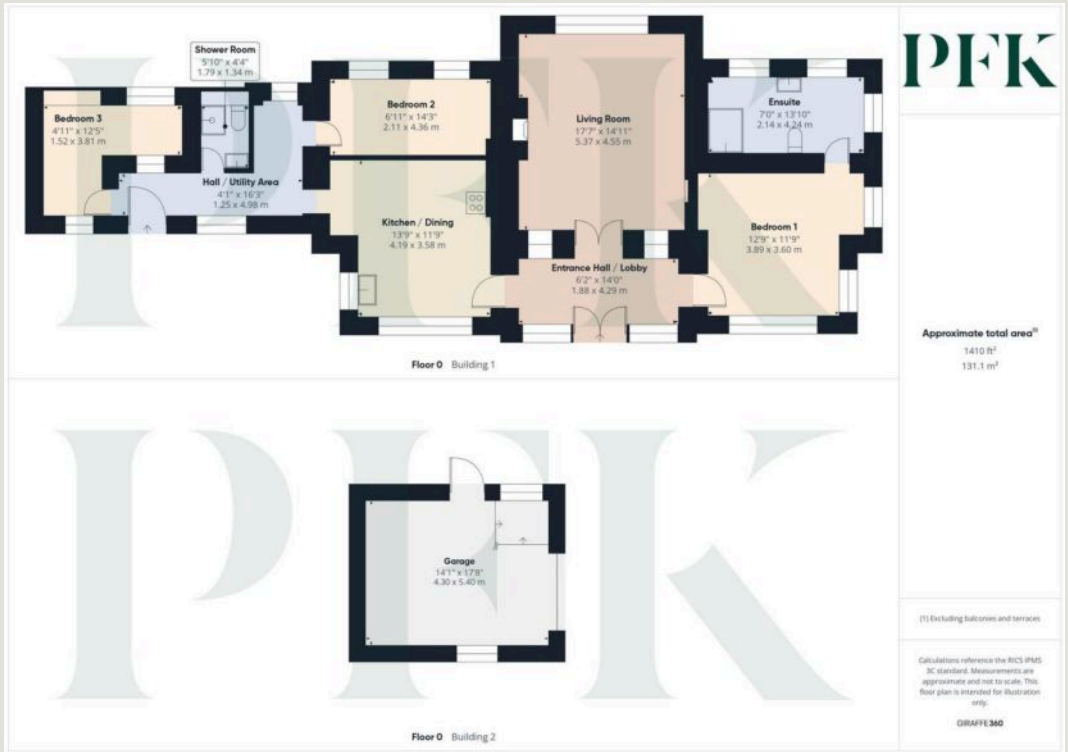 PFK
Shower Room
5'10" x 4'4"
1.79 x 1.34 m
Bedroom 3
4'11" x 12'5"
1.52 x 3.81 m
Bedroom 2
6'11" x 14'3"
2.11 x 4.36 m
Living Room
17'7" x 14'11"
5.37 x 4.55 m
Ensuite
7'0" x 13'10"
2.14 x 4.24 m
Hall / Utility Area
4'1" x 16'3"
1.25 x 4.98 m
Kitchen / Dining
13'9" x 11'9"
4.19 x 3.58 m
Bedroom 1
12'9" x 11'9"
3.89 x 3.60 m
Entrance Hall / Lobby
6'2" x 14'0"
1.88 x 4.29 m
Floor 0 Building 1
PFK
Garage
14'1" x 17'8"
4.30 x 5.40 m
Floor 0 Building 2
PFK
Approximate total area(1)
1410 ft²
131.1 m²
(1) Excluding balconies and terraces
Calculations reference the RICS IPMS
3C standard. Measurements are
approximate and not to scale. This
floor plan is intended for illustration
only.
GIRAFFE360